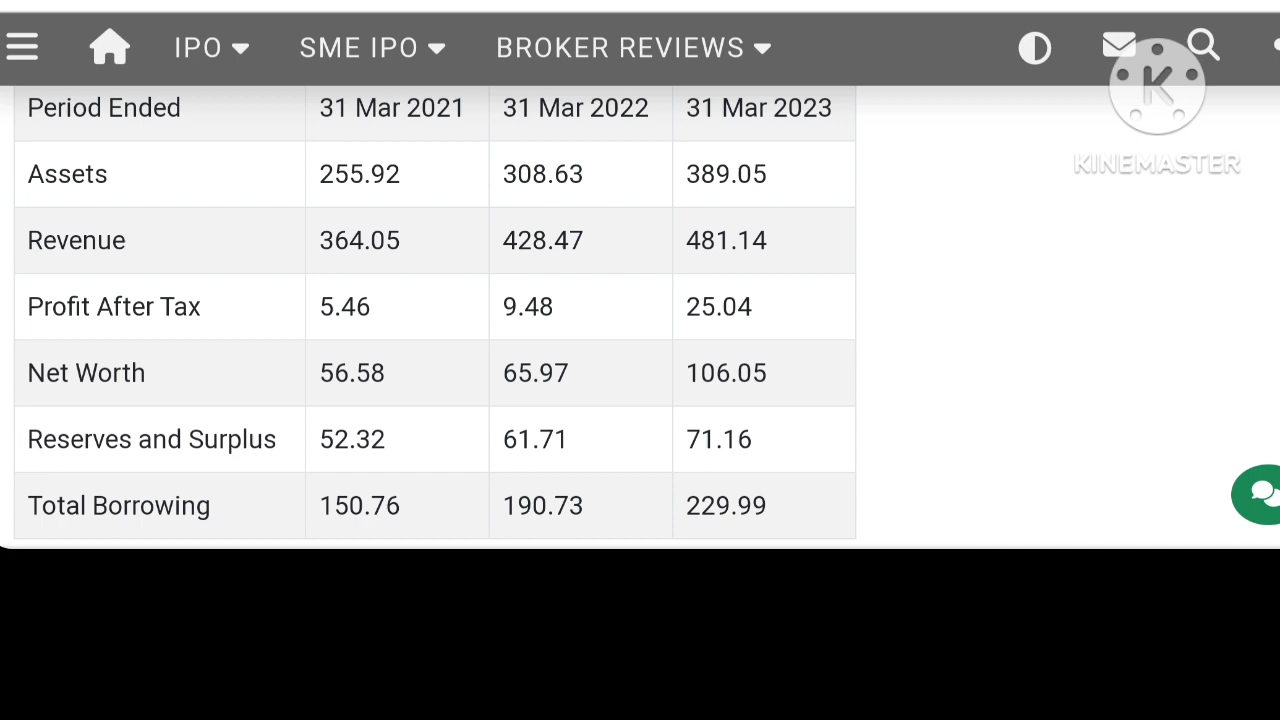 IPO SME IPO BROKER REVIEWS
K
KINEMASTER
Period Ended 31 Mar 2021 31 Mar 2022 31 Mar 2023
Assets 255.92 308.63 389.05
Revenue 364.05 428.47 481.14
Profit After Tax 5.46 9.48 25.04
Net Worth 56.58 65.97 106.05
Reserves and Surplus 52.32 61.71 71.16
Total Borrowing 150.76 190.73 229.99